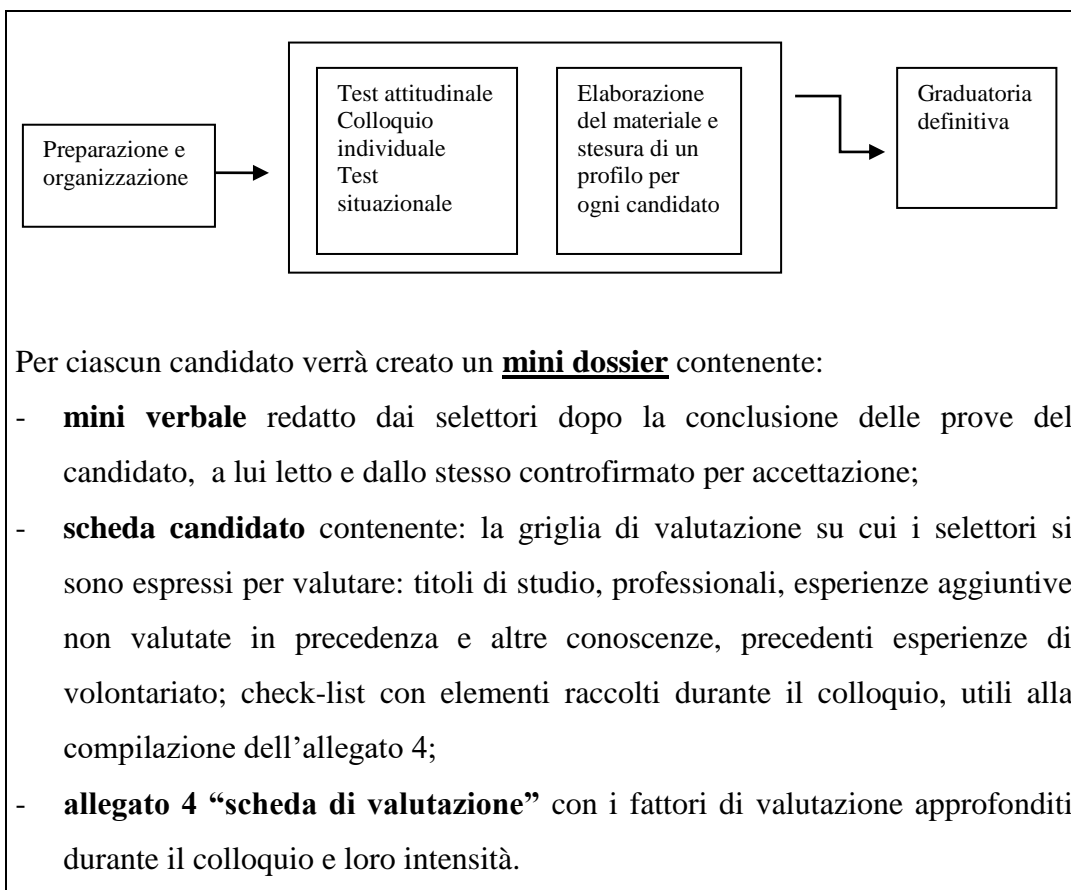 Preparazione e
organizzazione
Test attitudinale
Colloquio
individuale
Test
situazionale
Elaborazione
del materiale e
stesura di un
profilo per
ogni candidato
Graduatoria
definitiva
Per ciascun candidato verrà creato un mini dossier contenente:
- mini verbale redatto dai selettori dopo la conclusione delle prove del
candidato, a lui letto e dallo stesso controfirmato per accettazione;
- scheda candidato contenente: la griglia di valutazione su cui i selettori si
sono espressi per valutare: titoli di studio, professionali, esperienze aggiuntive
non valutate in precedenza e altre conoscenze, precedenti esperienze di
volontariato; check-list con elementi raccolti durante il colloquio, utili alla
compilazione dell’allegato 4;
- allegato 4 “scheda di valutazione” con i fattori di valutazione approfonditi
durante il colloquio e loro intensità.